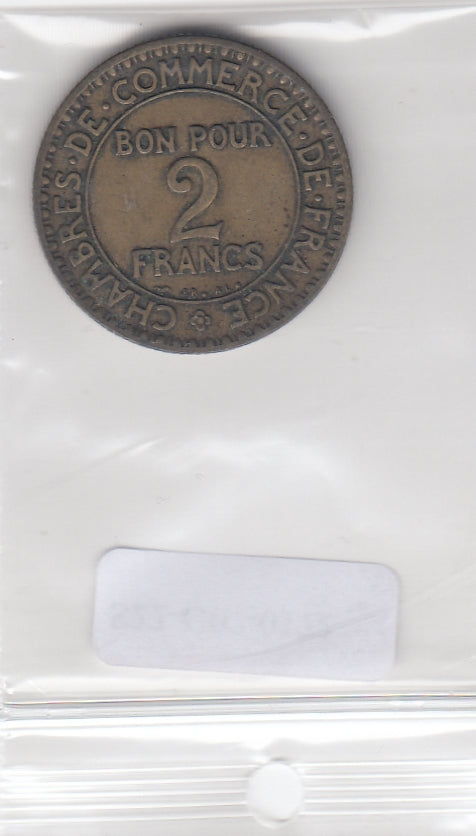 CHAMBRES · DE · COMMERCE · DE · FRANCE
BON POUR
2
FRANCS